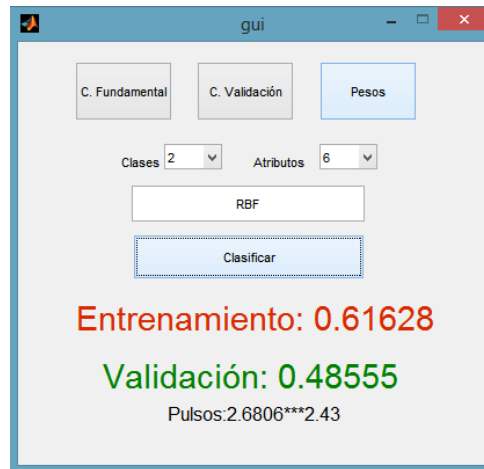 gui
C. Fundamental C. Validación Pesos
Clases 2 Atributos 6
RBF
Clasificar
Entrenamiento: 0.61628
Validación: 0.48555
Pulsos:2.6806***2.43